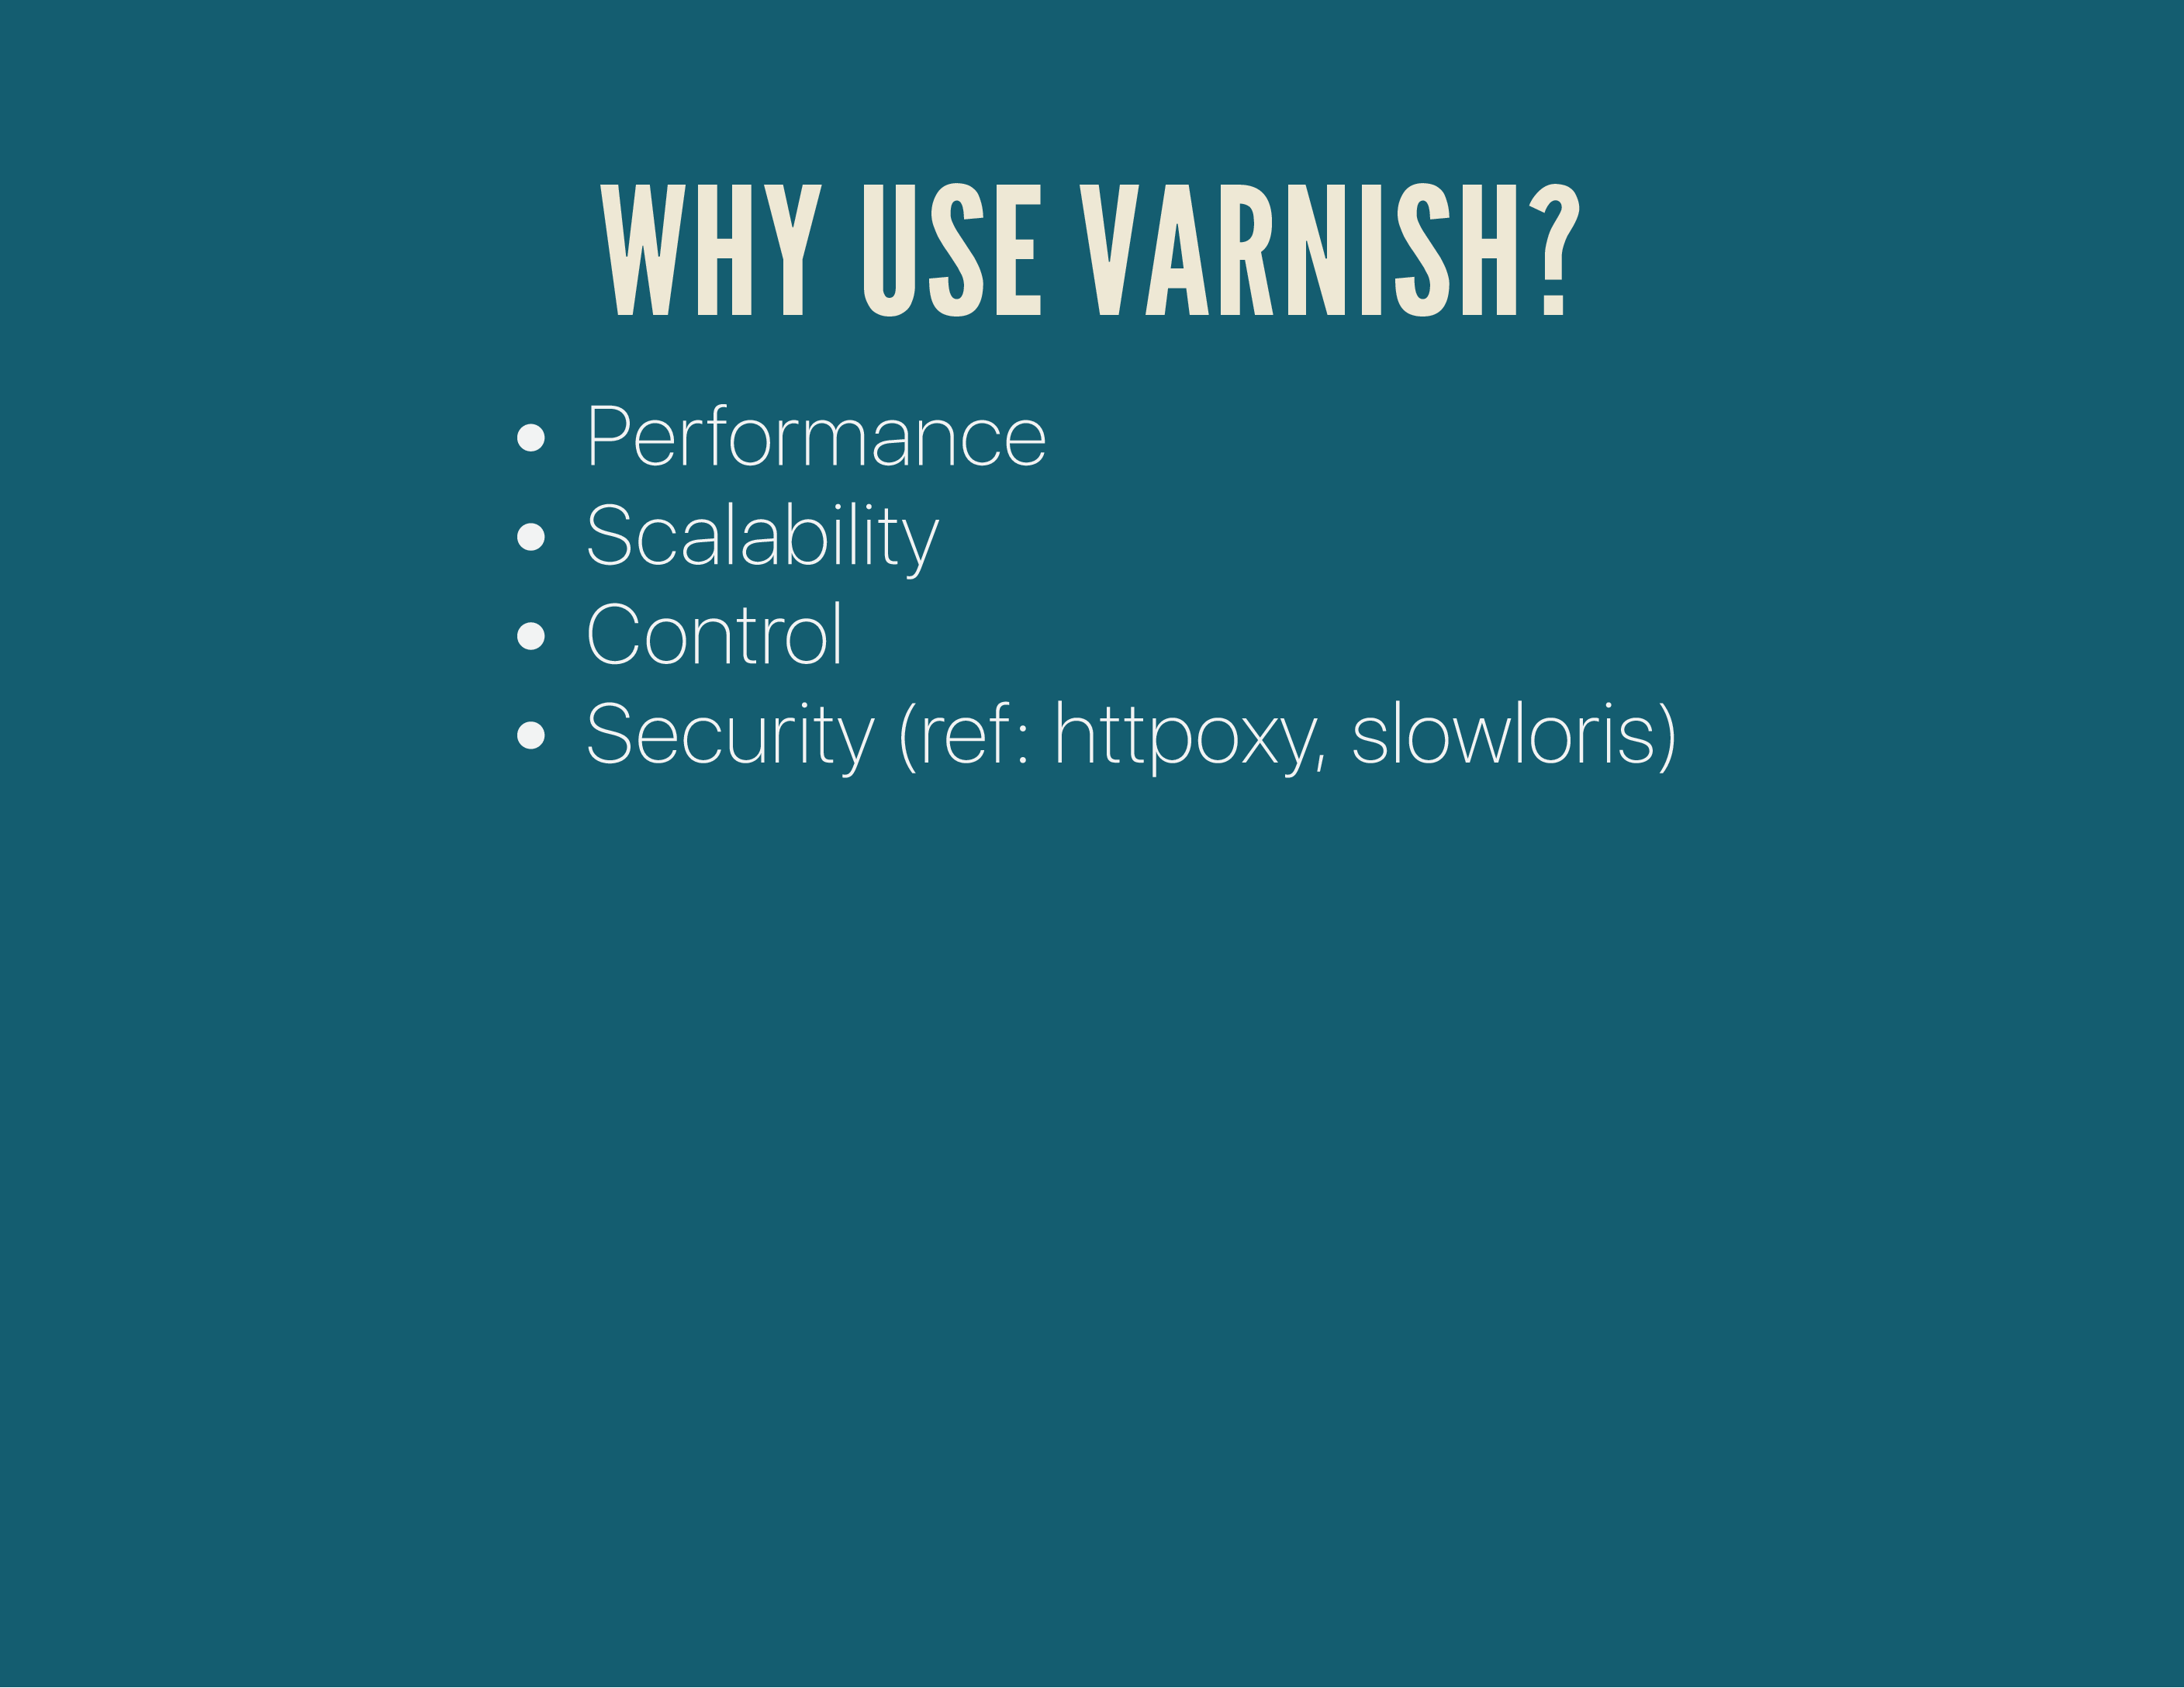 WHY USE VARNISH?
• Performance
• Scalability
• Control
• Security (ref: httpoxy, slowloris)